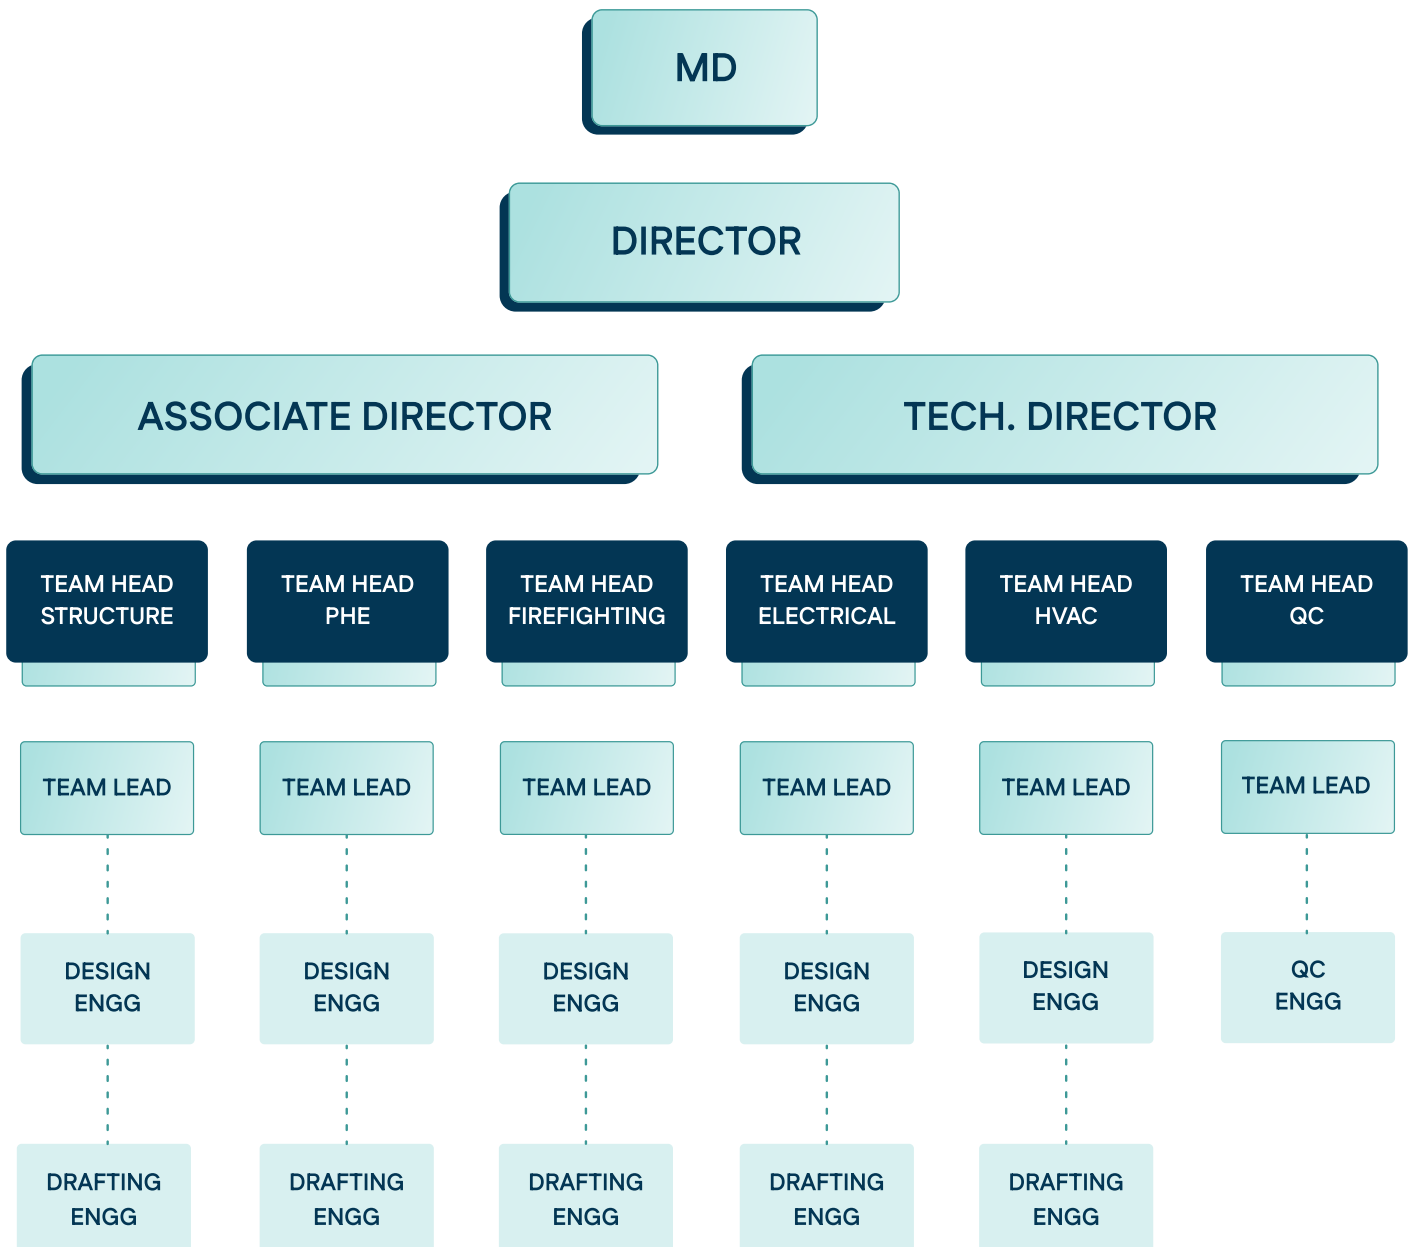 MD
DIRECTOR
ASSOCIATE DIRECTOR
TECH. DIRECTOR
TEAM HEAD
STRUCTURE
TEAM HEAD
PHE
TEAM HEAD
FIREFIGHTING
TEAM HEAD
ELECTRICAL
TEAM HEAD
HVAC
TEAM HEAD
QC
TEAM LEAD
TEAM LEAD
TEAM LEAD
TEAM LEAD
TEAM LEAD
TEAM LEAD
DESIGN
ENGG
DESIGN
ENGG
DESIGN
ENGG
DESIGN
ENGG
DESIGN
ENGG
QC
ENGG
DRAFTING
ENGG
DRAFTING
ENGG
DRAFTING
ENGG
DRAFTING
ENGG
DRAFTING
ENGG